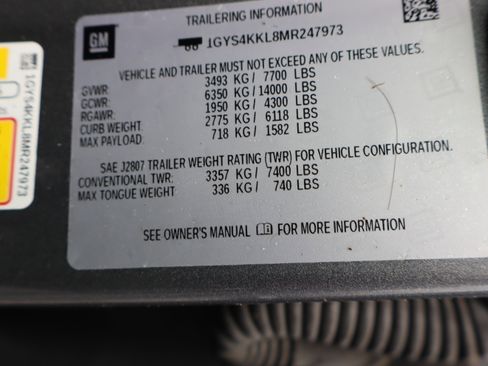 TRAILERING INFORMATION
GM
1GYS4KKL8MR247973
VEHICLE AND TRAILER MUST NOT EXCEED ANY OF THESE VALUES.
GVWR: 3493 KG / 7700 LBS
GCWR: 6350 KG / 14000 LBS
RGAWR: 1950 KG / 4300 LBS
CURB WEIGHT: 2775 KG / 6118 LBS
MAX PAYLOAD: 718 KG / 1582 LBS
SAE J2807 TRAILER WEIGHT RATING (TWR) FOR VEHICLE CONFIGURATION.
CONVENTIONAL TWR: 3357 KG / 7400 LBS
MAX TONGUE WEIGHT: 336 KG / 740 LBS
SEE OWNER'S MANUAL FOR MORE INFORMATION
1GYS4KKL8MR247973